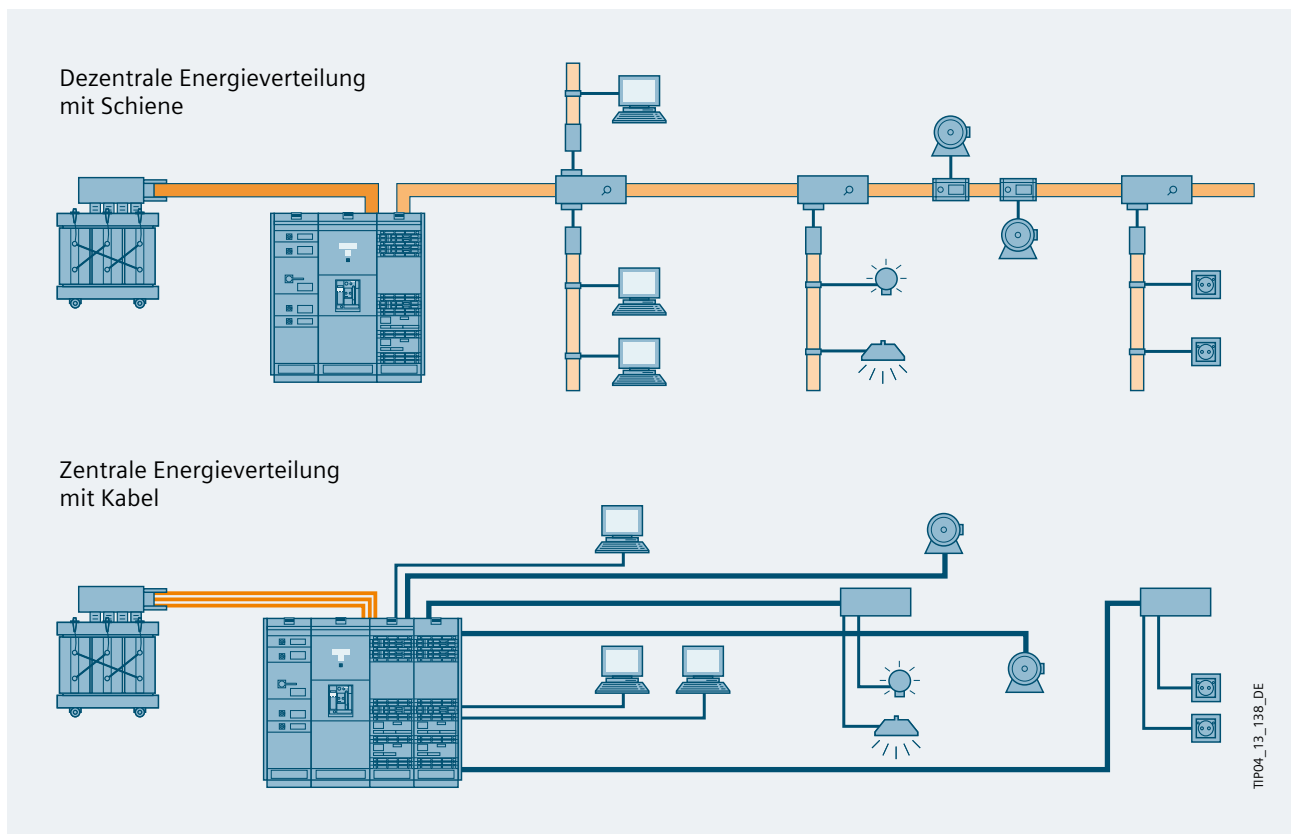 Dezentrale Energieverteilung
mit Schiene
Zentrale Energieverteilung
mit Kabel
TIP04_13_138_DE